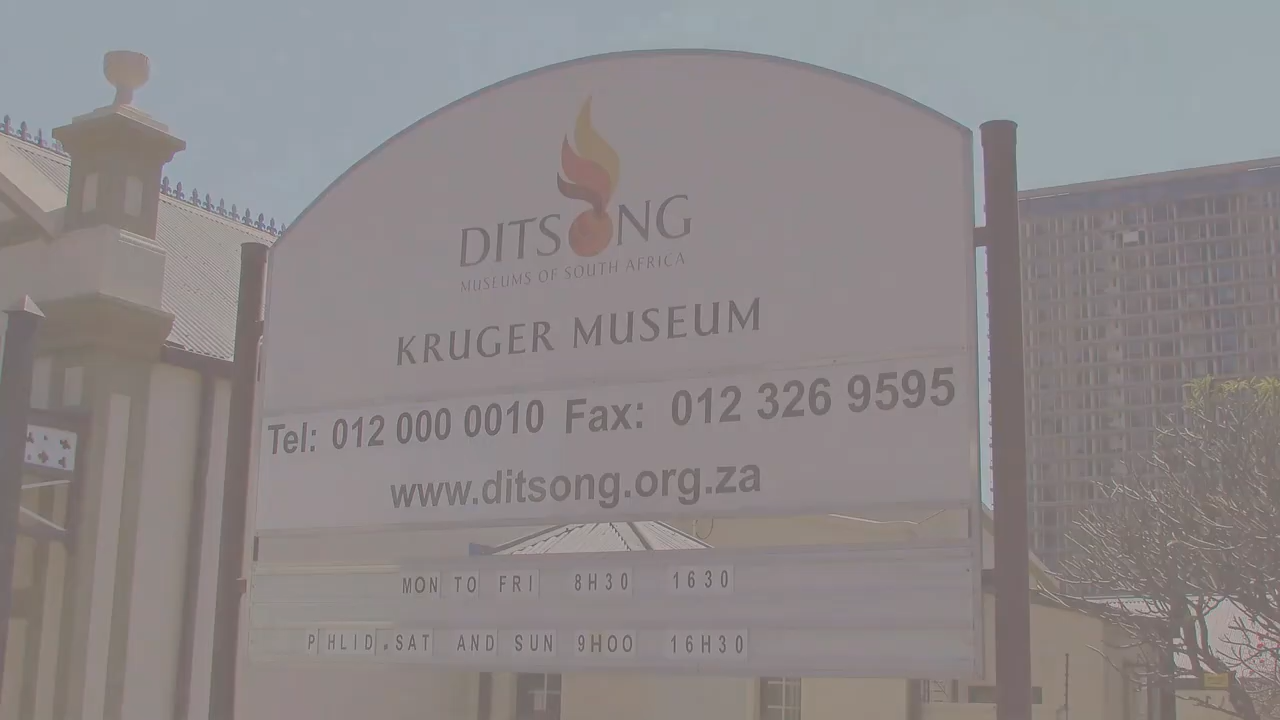 DITSONG
MUSEUMS OF SOUTH AFRICA
KRUGER MUSEUM
Tel: 012 000 0010 Fax: 012 326 9595
www.ditsong.org.za
MON TO FRI 8H30 1630
PHLID.SAT AND SUN 9H00 16H30